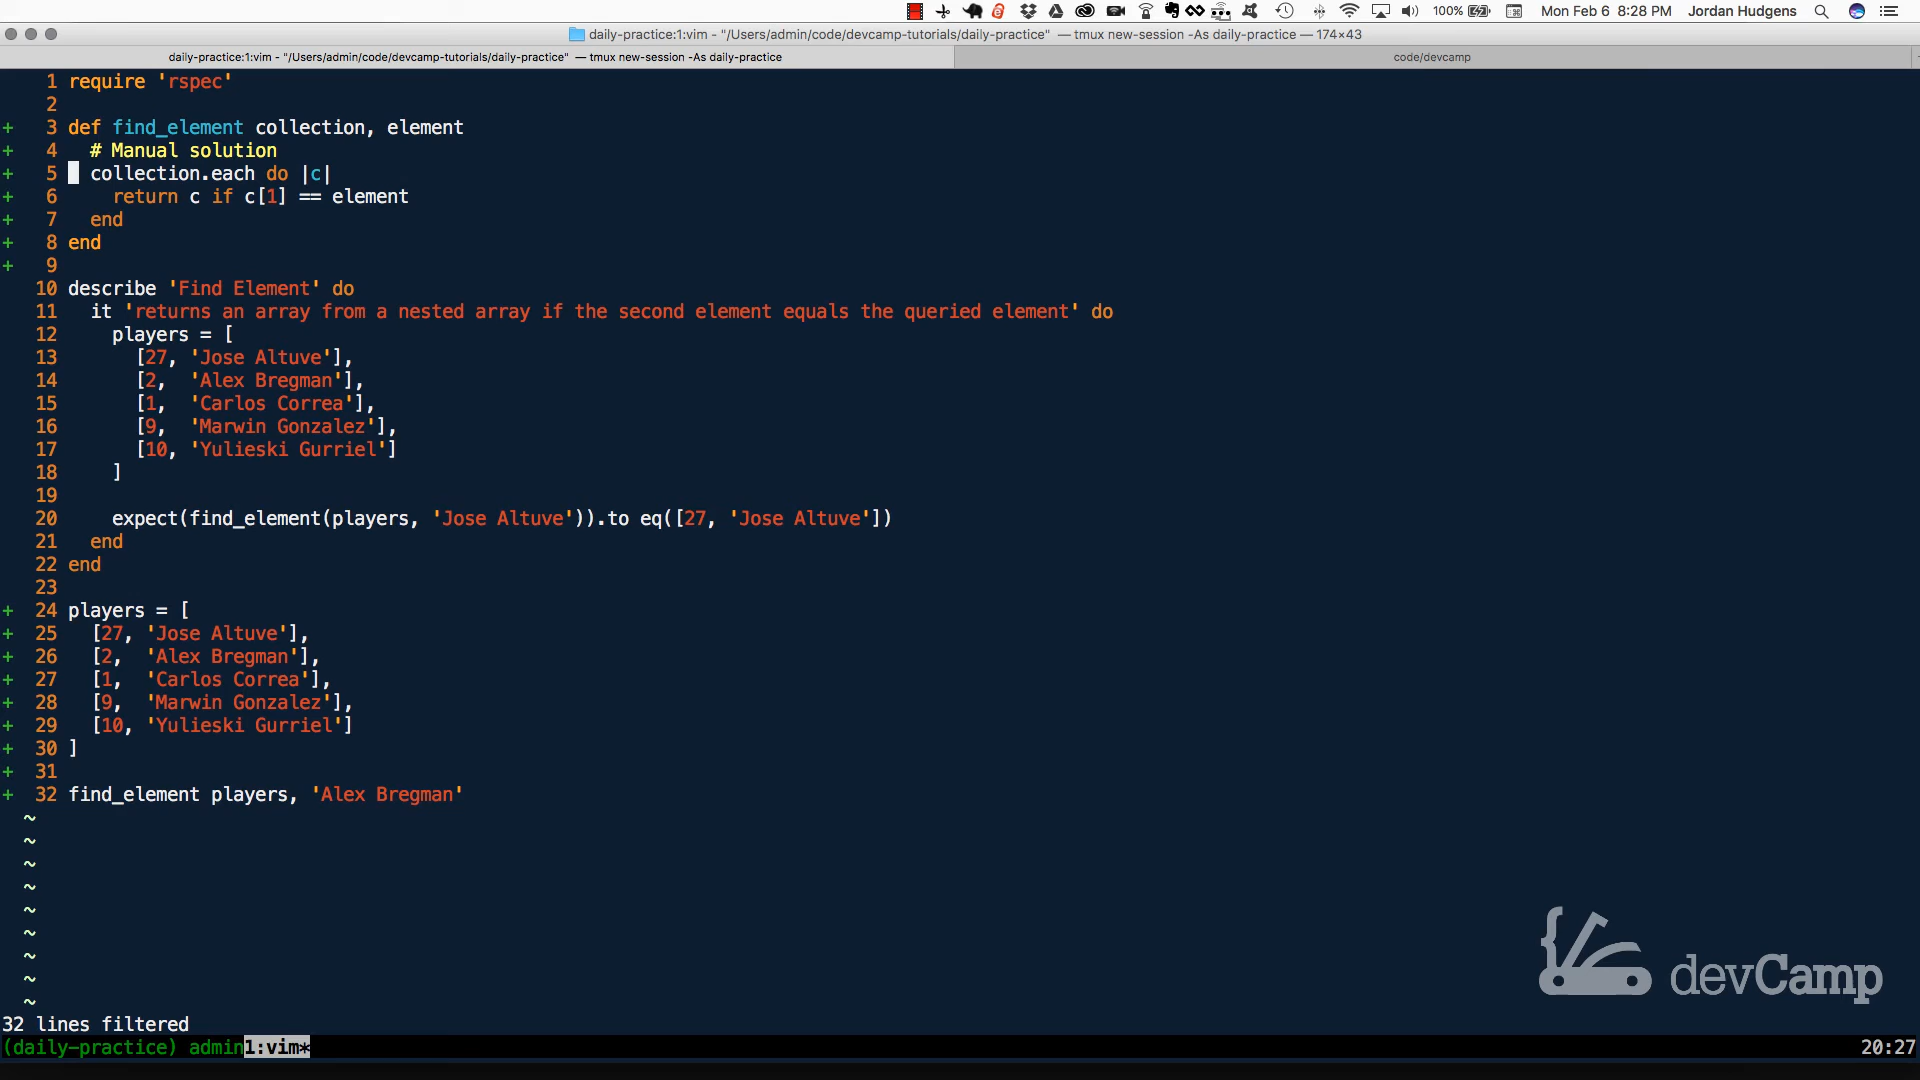 100% Mon Feb 6 8:28 PM Jordan Hudgens
daily-practice:1:vim - "/Users/admin/code/devcamp-tutorials/daily-practice" — tmux new-session -As daily-practice — 174×43
daily-practice:1:vim - "/Users/admin/code/devcamp-tutorials/daily-practice" — tmux new-session -As daily-practice code/devcamp
1 require 'rspec'
2
+ 3 def find_element collection, element
+ 4 # Manual solution
+ 5 collection.each do |c|
+ 6 return c if c[1] == element
+ 7 end
+ 8 end
+ 9
10 describe 'Find Element' do
11 it 'returns an array from a nested array if the second element equals the queried element' do
12 players = [
13 [27, 'Jose Altuve'],
14 [2, 'Alex Bregman'],
15 [1, 'Carlos Correa'],
16 [9, 'Marwin Gonzalez'],
17 [10, 'Yulieski Gurriel']
18 ]
19
20 expect(find_element(players, 'Jose Altuve')).to eq([27, 'Jose Altuve'])
21 end
22 end
23
+ 24 players = [
+ 25 [27, 'Jose Altuve'],
+ 26 [2, 'Alex Bregman'],
+ 27 [1, 'Carlos Correa'],
+ 28 [9, 'Marwin Gonzalez'],
+ 29 [10, 'Yulieski Gurriel']
+ 30 ]
+ 31
+ 32 find_element players, 'Alex Bregman'
~
~
~
~
~
~
~
~
~
devCamp
32 lines filtered
(daily-practice) admin1:vim* 20:27